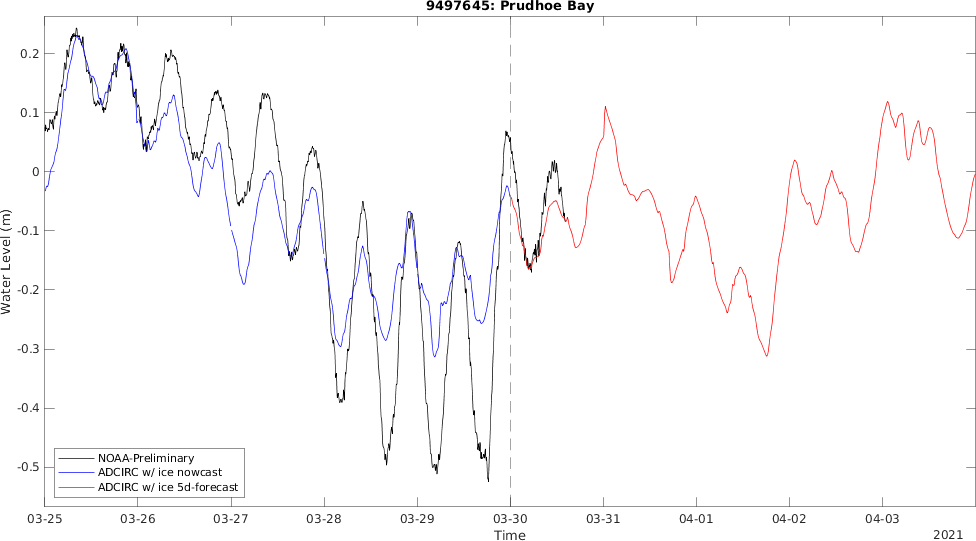 9497645: Prudhoe Bay
0.2
0.1
0
-0.1
-0.2
-0.3
-0.4
-0.5
Water Level (m)
NOAA-Preliminary
ADCIRC w/ ice nowcast
ADCIRC w/ ice 5d-forecast
03-25 03-26 03-27 03-28 03-29 03-30 03-31 04-01 04-02 04-03
Time
2021